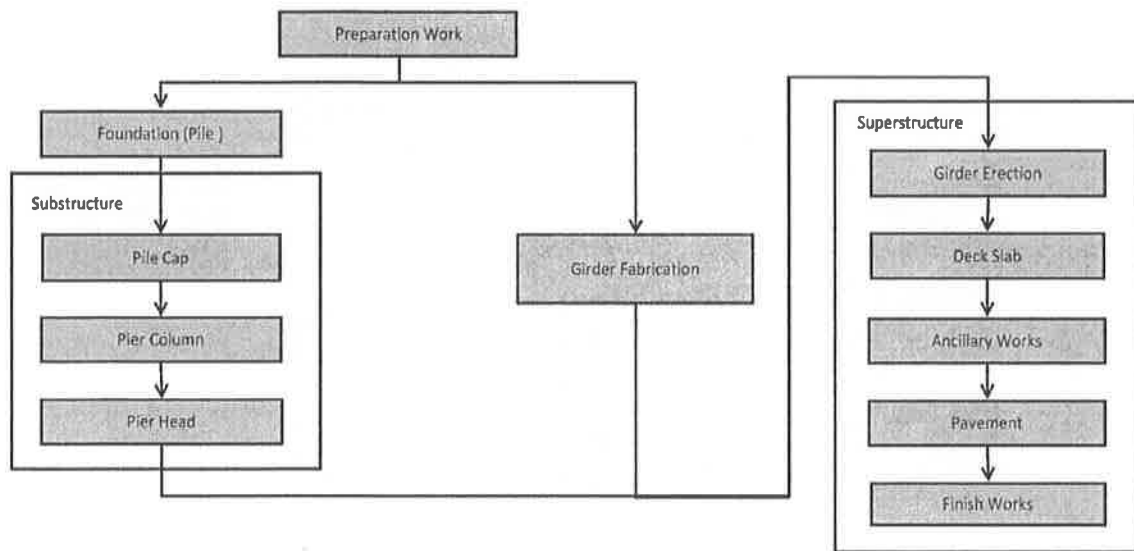 Preparation Work
Foundation (Pile )
Substructure
Pile Cap
Pier Column
Pier Head
Girder Fabrication
Superstructure
Girder Erection
Deck Slab
Ancillary Works
Pavement
Finish Works